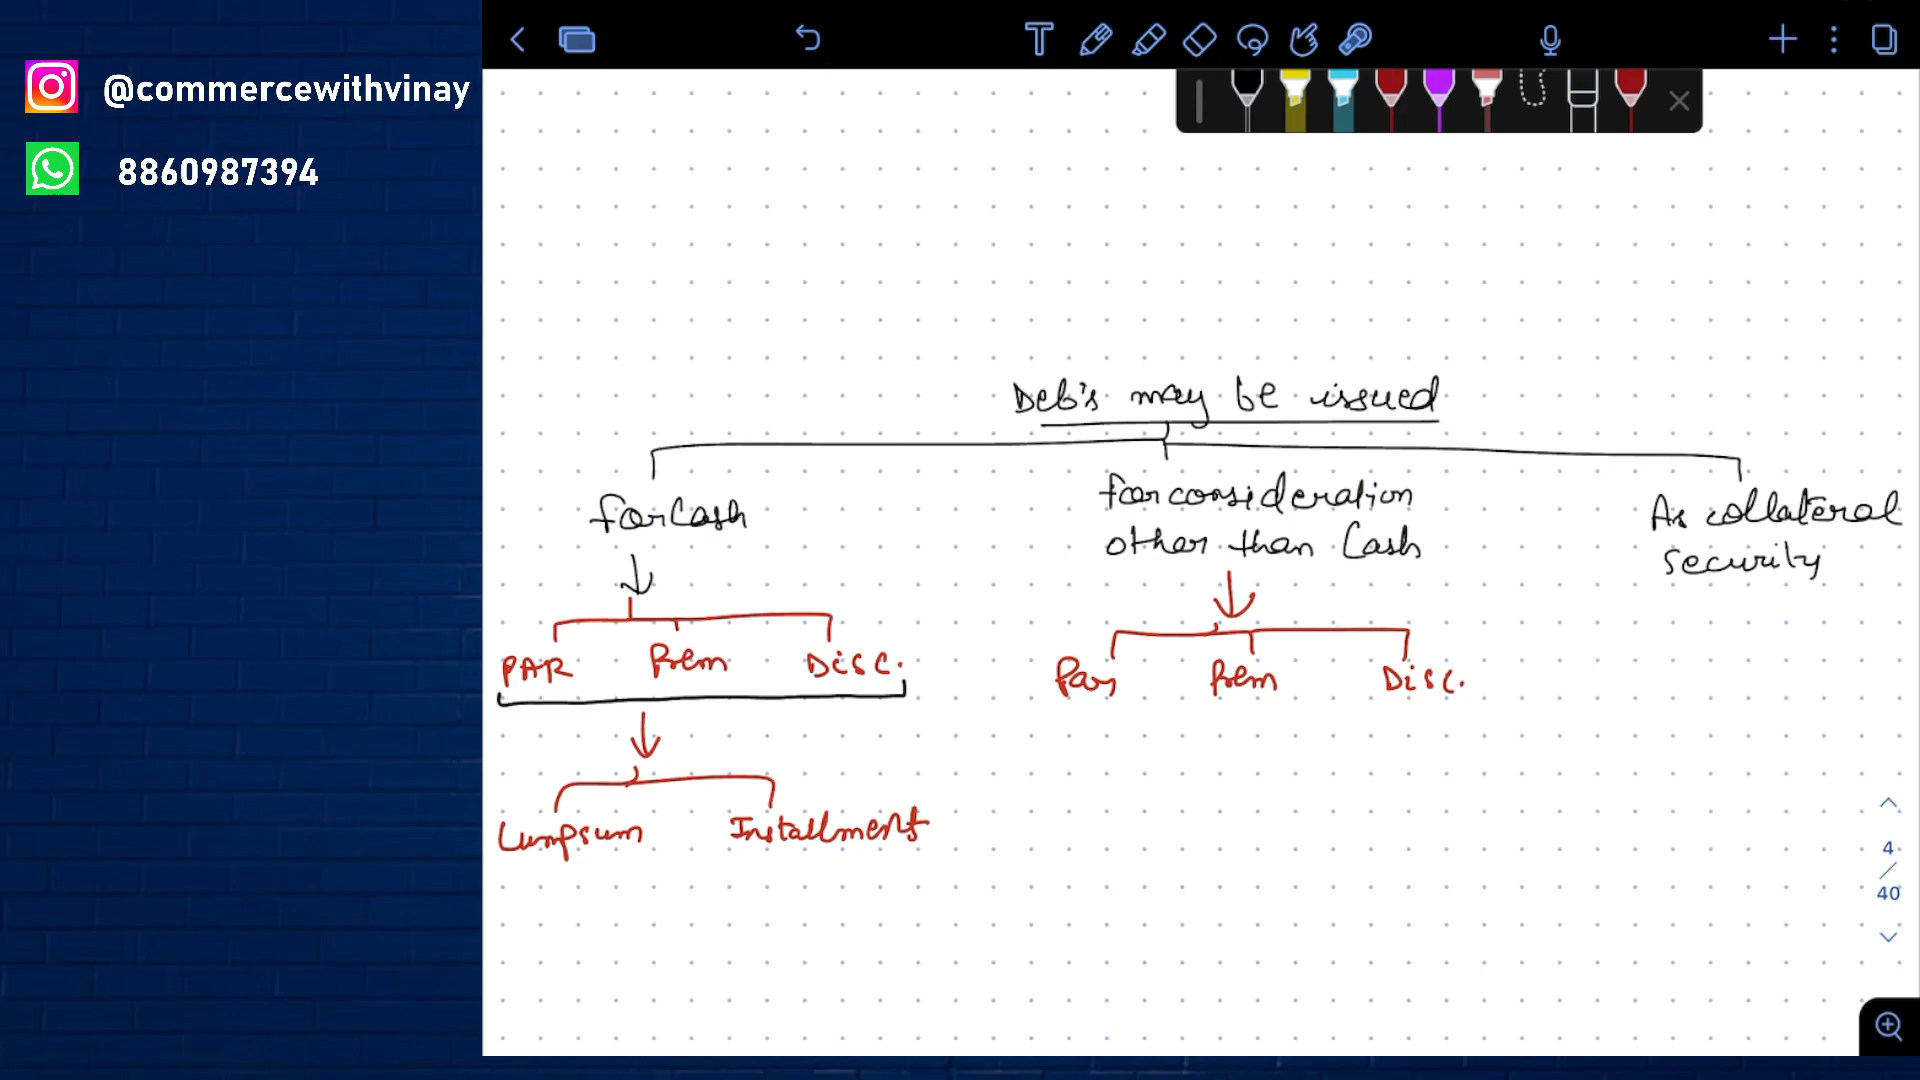 @commercewithvinay
8860987394
T
Deb's may be issued
for Cash
for consideration
other than Cash
As collateral
security
PAR Prem Disc.
Par Prem Disc.
Lumpsum Installment
4
/
40